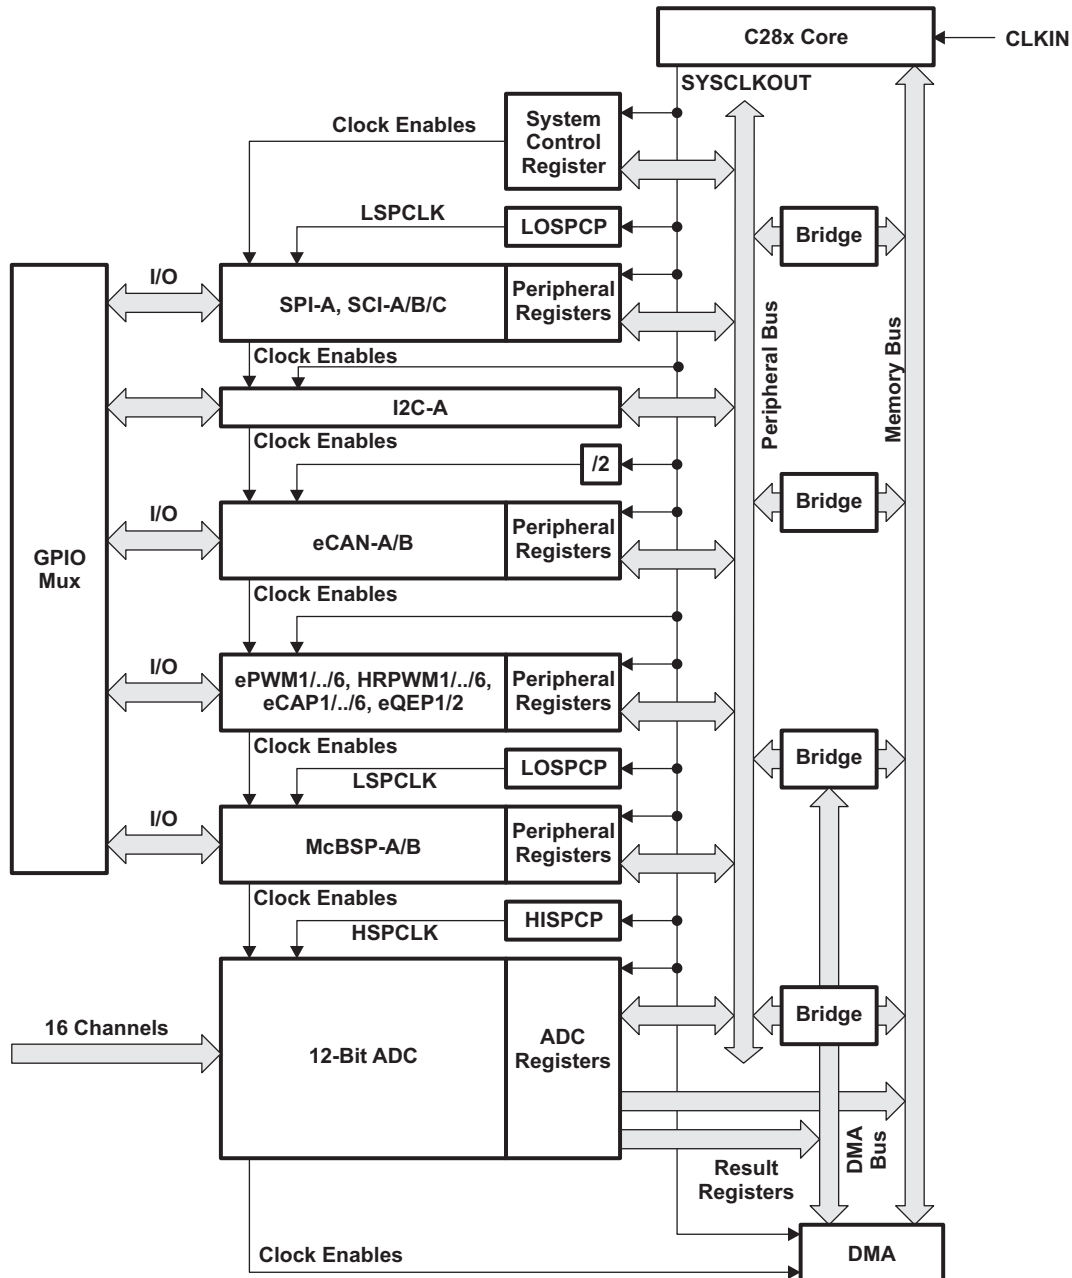 C28x Core
CLKIN
SYSCLKOUT
Clock Enables
System
Control
Register
LSPCLK
LOSPCP
Bridge
I/O
SPI-A, SCI-A/B/C
Peripheral
Registers
Peripheral Bus
Memory Bus
Clock Enables
I2C-A
Clock Enables
/2
Bridge
I/O
eCAN-A/B
Peripheral
Registers
GPIO
Mux
Clock Enables
I/O
ePWM1/../6, HRPWM1/../6,
eCAP1/../6, eQEP1/2
Peripheral
Registers
Clock Enables
LSPCLK
LOSPCP
Bridge
I/O
McBSP-A/B
Peripheral
Registers
Clock Enables
HSPCLK
HISPCP
16 Channels
12-Bit ADC
ADC
Registers
Bridge
DMA
Bus
Result
Registers
Clock Enables
DMA